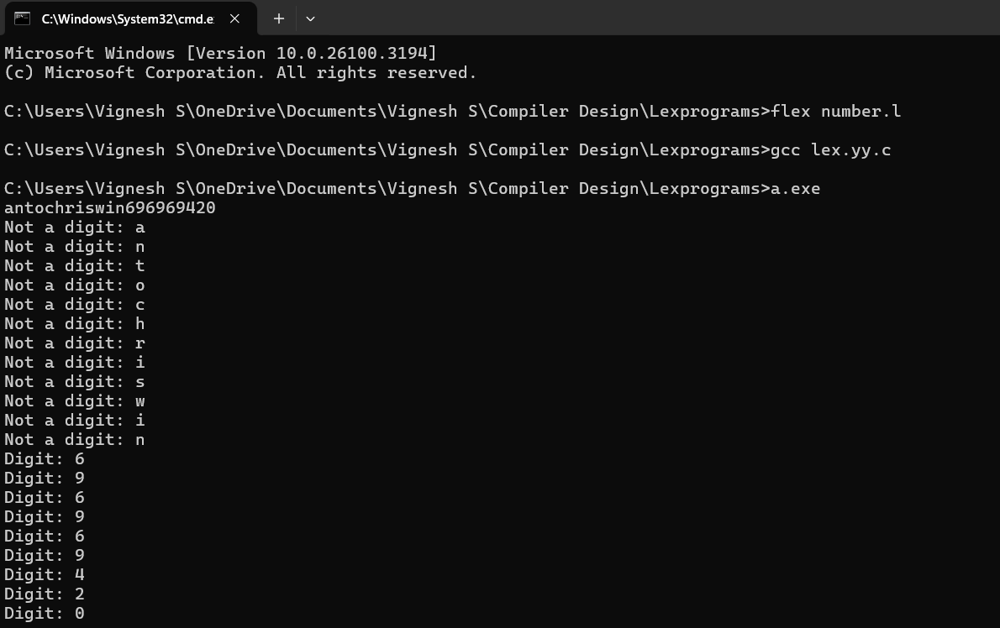 C:\Windows\System32\cmd.e
Microsoft Windows [Version 10.0.26100.3194]
(c) Microsoft Corporation. All rights reserved.
C:\Users\Vignesh S\OneDrive\Documents\Vignesh S\Compiler Design\Lexprograms>flex number.l
C:\Users\Vignesh S\OneDrive\Documents\Vignesh S\Compiler Design\Lexprograms>gcc lex.yy.c
C:\Users\Vignesh S\OneDrive\Documents\Vignesh S\Compiler Design\Lexprograms>a.exe
antochriswin696969420
Not a digit: a
Not a digit: n
Not a digit: t
Not a digit: o
Not a digit: c
Not a digit: h
Not a digit: r
Not a digit: i
Not a digit: s
Not a digit: w
Not a digit: i
Not a digit: n
Digit: 6
Digit: 9
Digit: 6
Digit: 9
Digit: 6
Digit: 9
Digit: 4
Digit: 2
Digit: 0